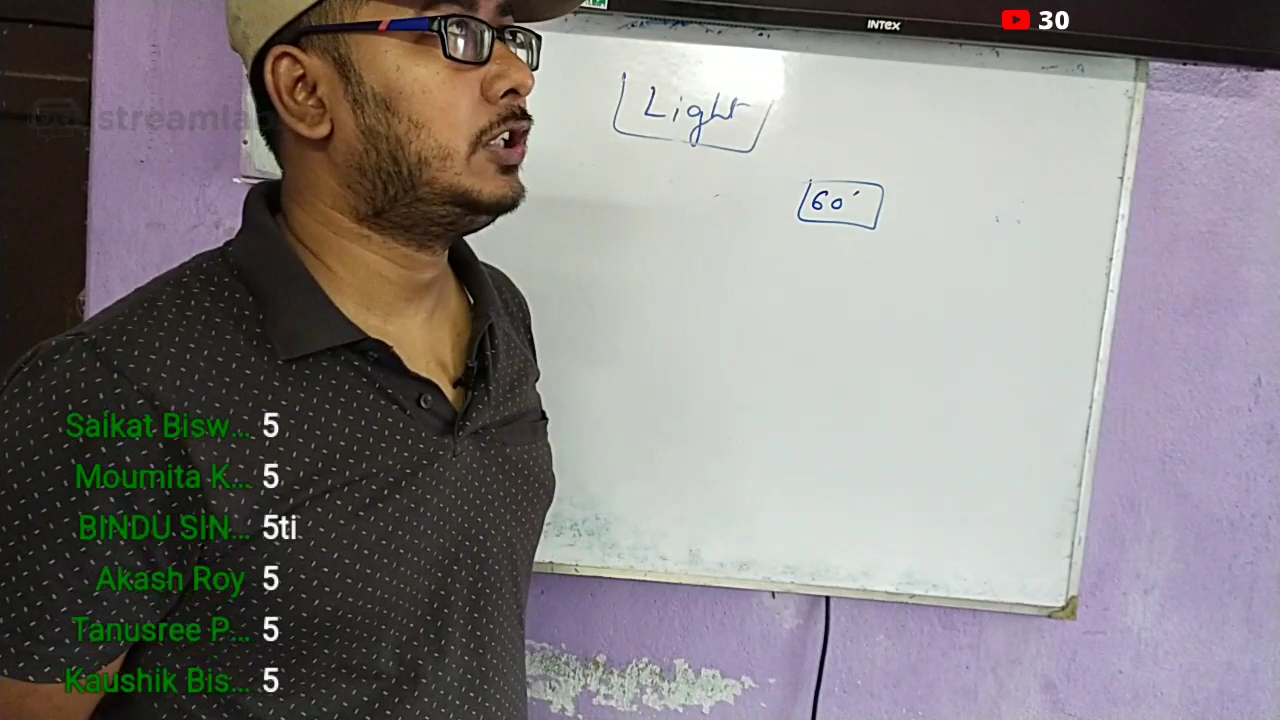 INTEX
30
streamla
Light
60°
Saikat Bisw... 5
Moumita K... 5
BINDU SIN... 5ti
Akash Roy 5
Tanusree P... 5
Kaushik Bis... 5